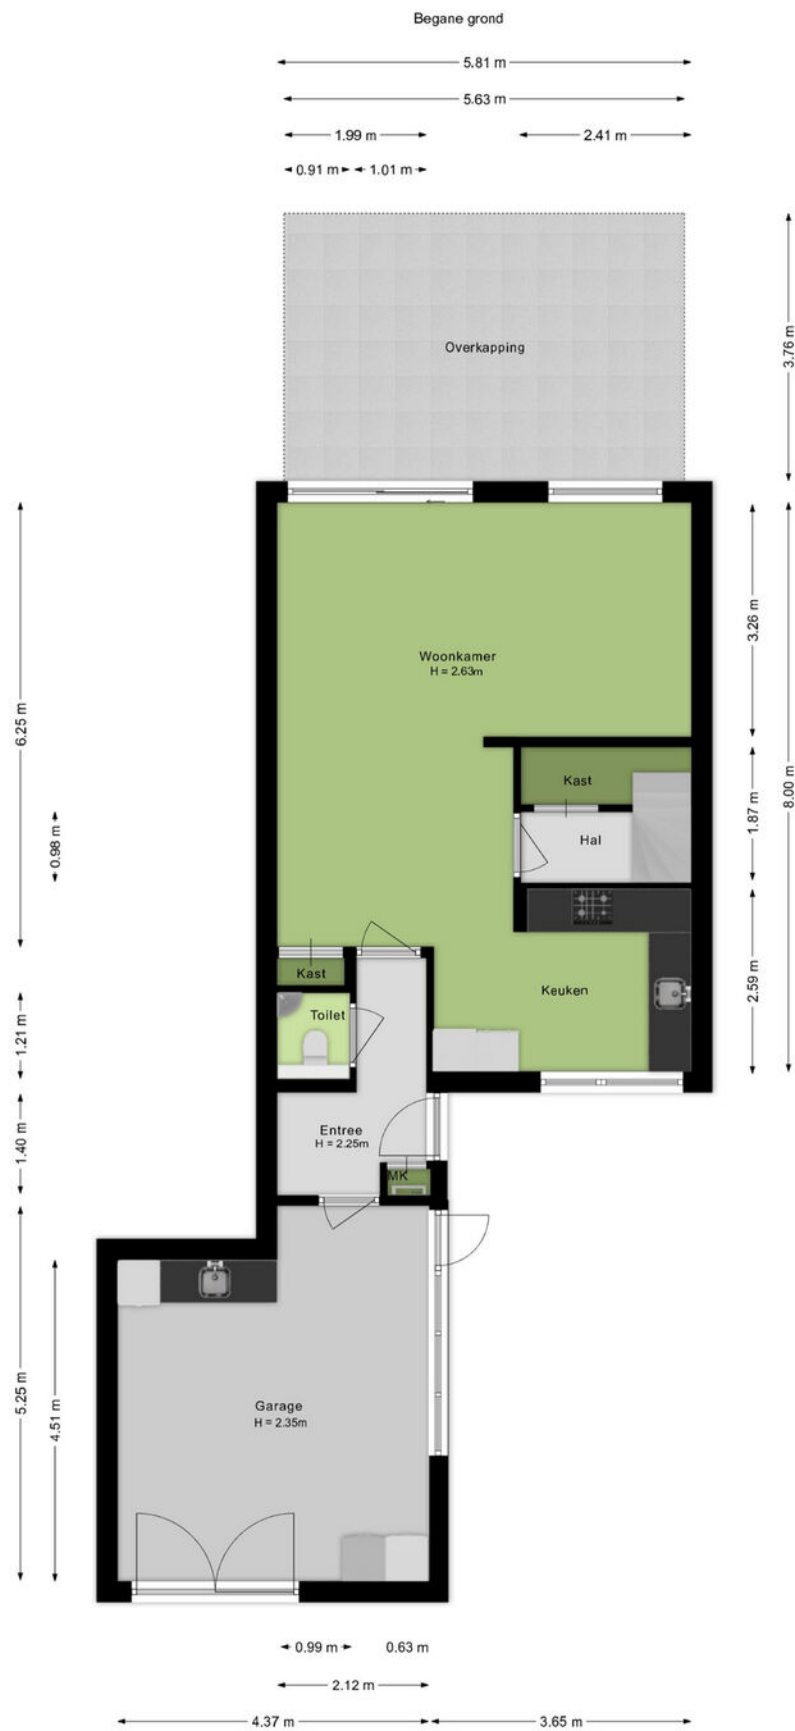 Begane grond
5.81 m
5.63 m
1.99 m
2.41 m
0.91 m
1.01 m
3.76 m
Overkapping
6.25 m
3.26 m
Woonkamer
H = 2.63m
8.00 m
0.98 m
1.87 m
Kast
Hal
Kast
Keuken
2.59 m
Toilet
1.21 m
1.40 m
Entree
H = 2.25m
MK
5.25 m
4.51 m
Garage
H = 2.35m
0.99 m
0.63 m
2.12 m
4.37 m
3.65 m